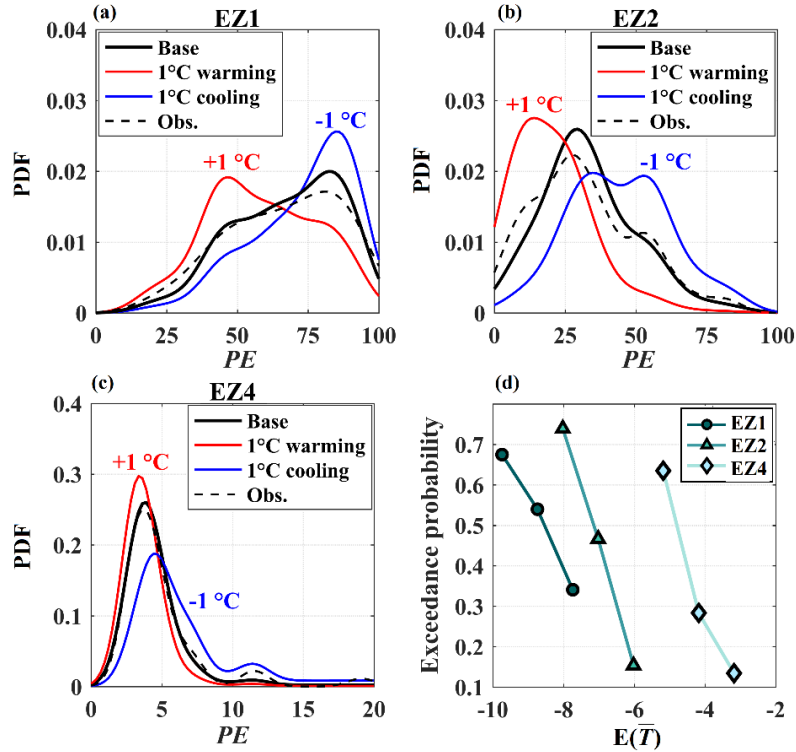 (a) EZ1
0.04
0.03
0.02
0.01
0
PDF
Base
1°C warming
1°C cooling
Obs.
+1 °C
-1 °C
0 25 50 75 100
PE
(b) EZ2
0.04
0.03
0.02
0.01
0
PDF
Base
1°C warming
1°C cooling
Obs.
+1 °C
-1 °C
0 25 50 75 100
PE
(c) EZ4
0.4
0.3
0.2
0.1
0
PDF
Base
1°C warming
1°C cooling
Obs.
+1 °C
-1 °C
0 5 10 15 20
PE
(d)
0.7
0.6
0.5
0.4
0.3
0.2
0.1
Exceedance probability
EZ1
EZ2
EZ4
-10 -8 -6 -4 -2
E(T̅)